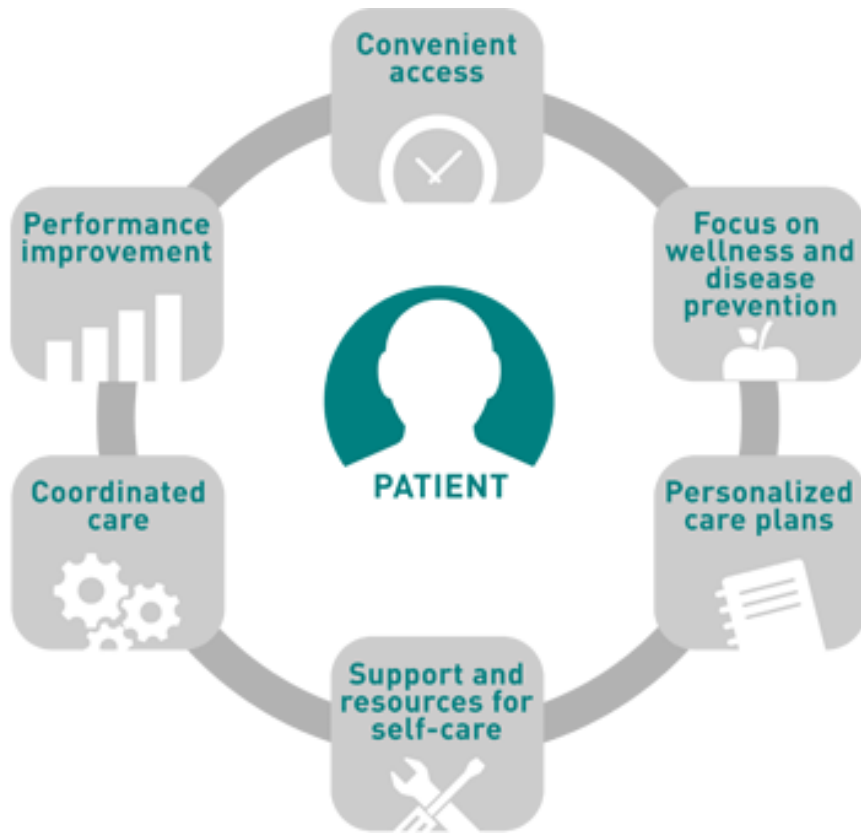 Convenient
access
Focus on
wellness and
disease
prevention
Personalized
care plans
Support and
resources for
self-care
Coordinated
care
Performance
improvement
PATIENT